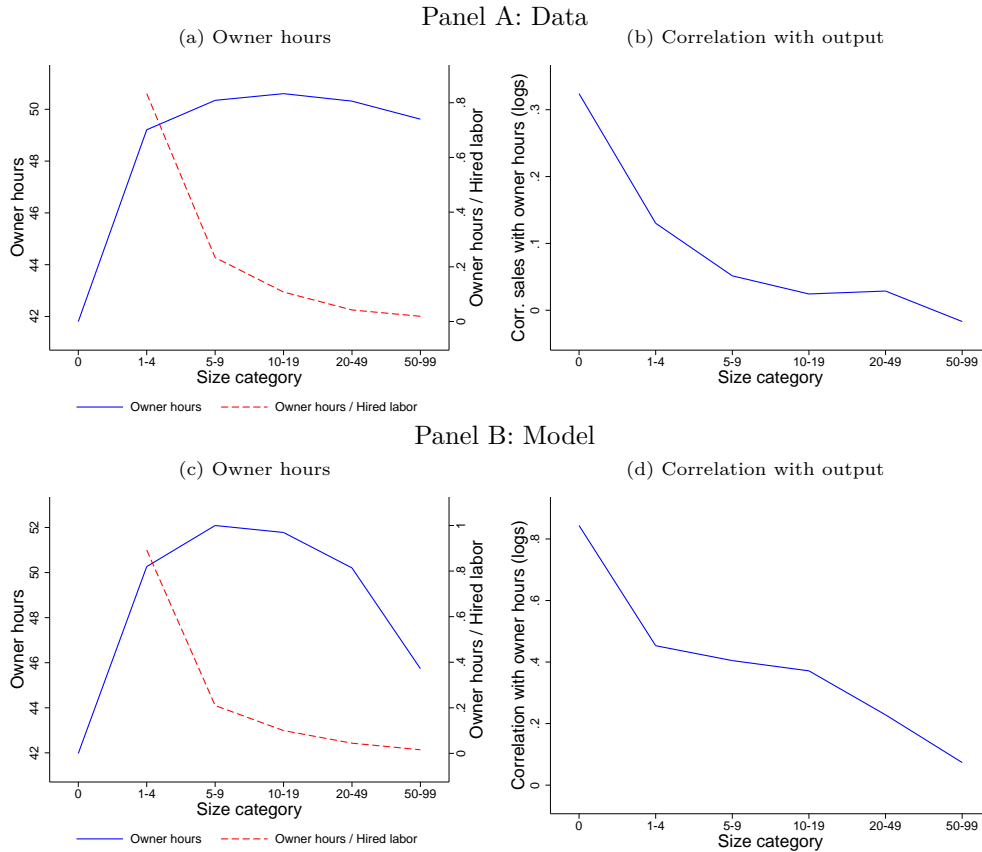 Panel A: Data
(a) Owner hours
Owner hours
50
48
46
44
42
Owner hours / Hired labor
.8
.6
.4
.2
0
0 1-4 5-9 10-19 20-49 50-99
Size category
Owner hours Owner hours / Hired labor
(b) Correlation with output
Corr. sales with owner hours (logs)
.3
.2
.1
0
0 1-4 5-9 10-19 20-49 50-99
Size category
Panel B: Model
(c) Owner hours
Owner hours
52
50
48
46
44
42
Owner hours / Hired labor
1
.8
.6
.4
.2
0
0 1-4 5-9 10-19 20-49 50-99
Size category
Owner hours Owner hours / Hired labor
(d) Correlation with output
Correlation with owner hours (logs)
.8
.6
.4
.2
0
0 1-4 5-9 10-19 20-49 50-99
Size category